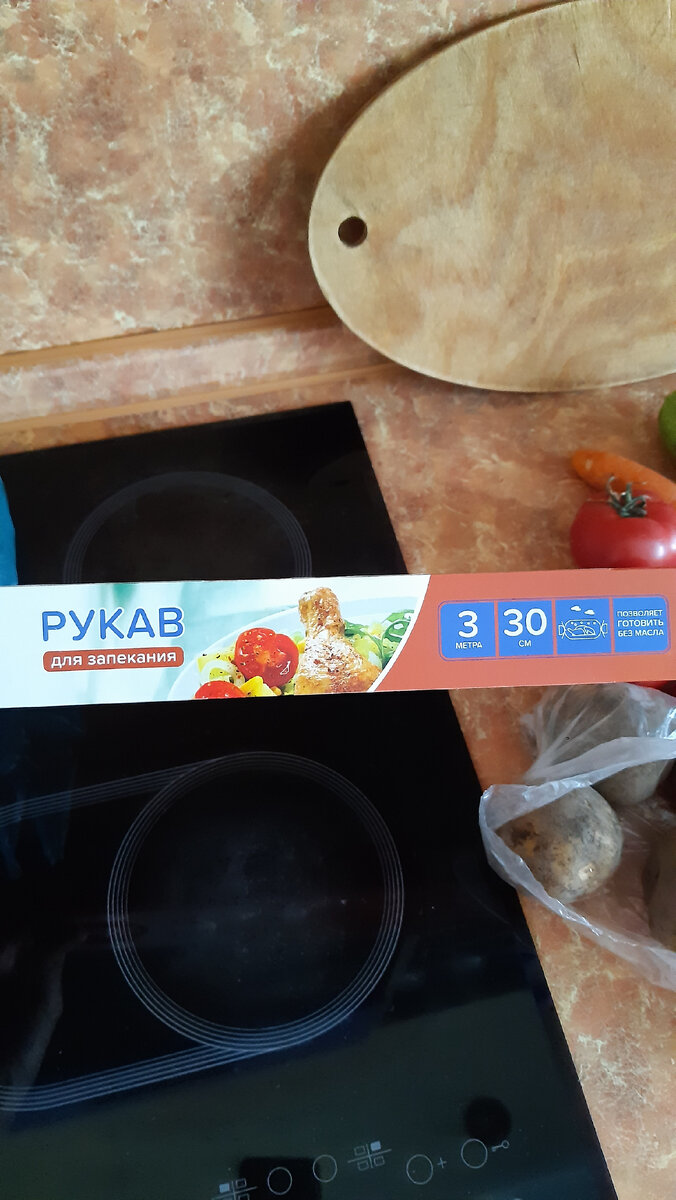 РУКАВ
для запекания
3
МЕТРА
30
СМ
ПОЗВОЛЯЕТ
ГОТОВИТЬ
БЕЗ МАСЛА